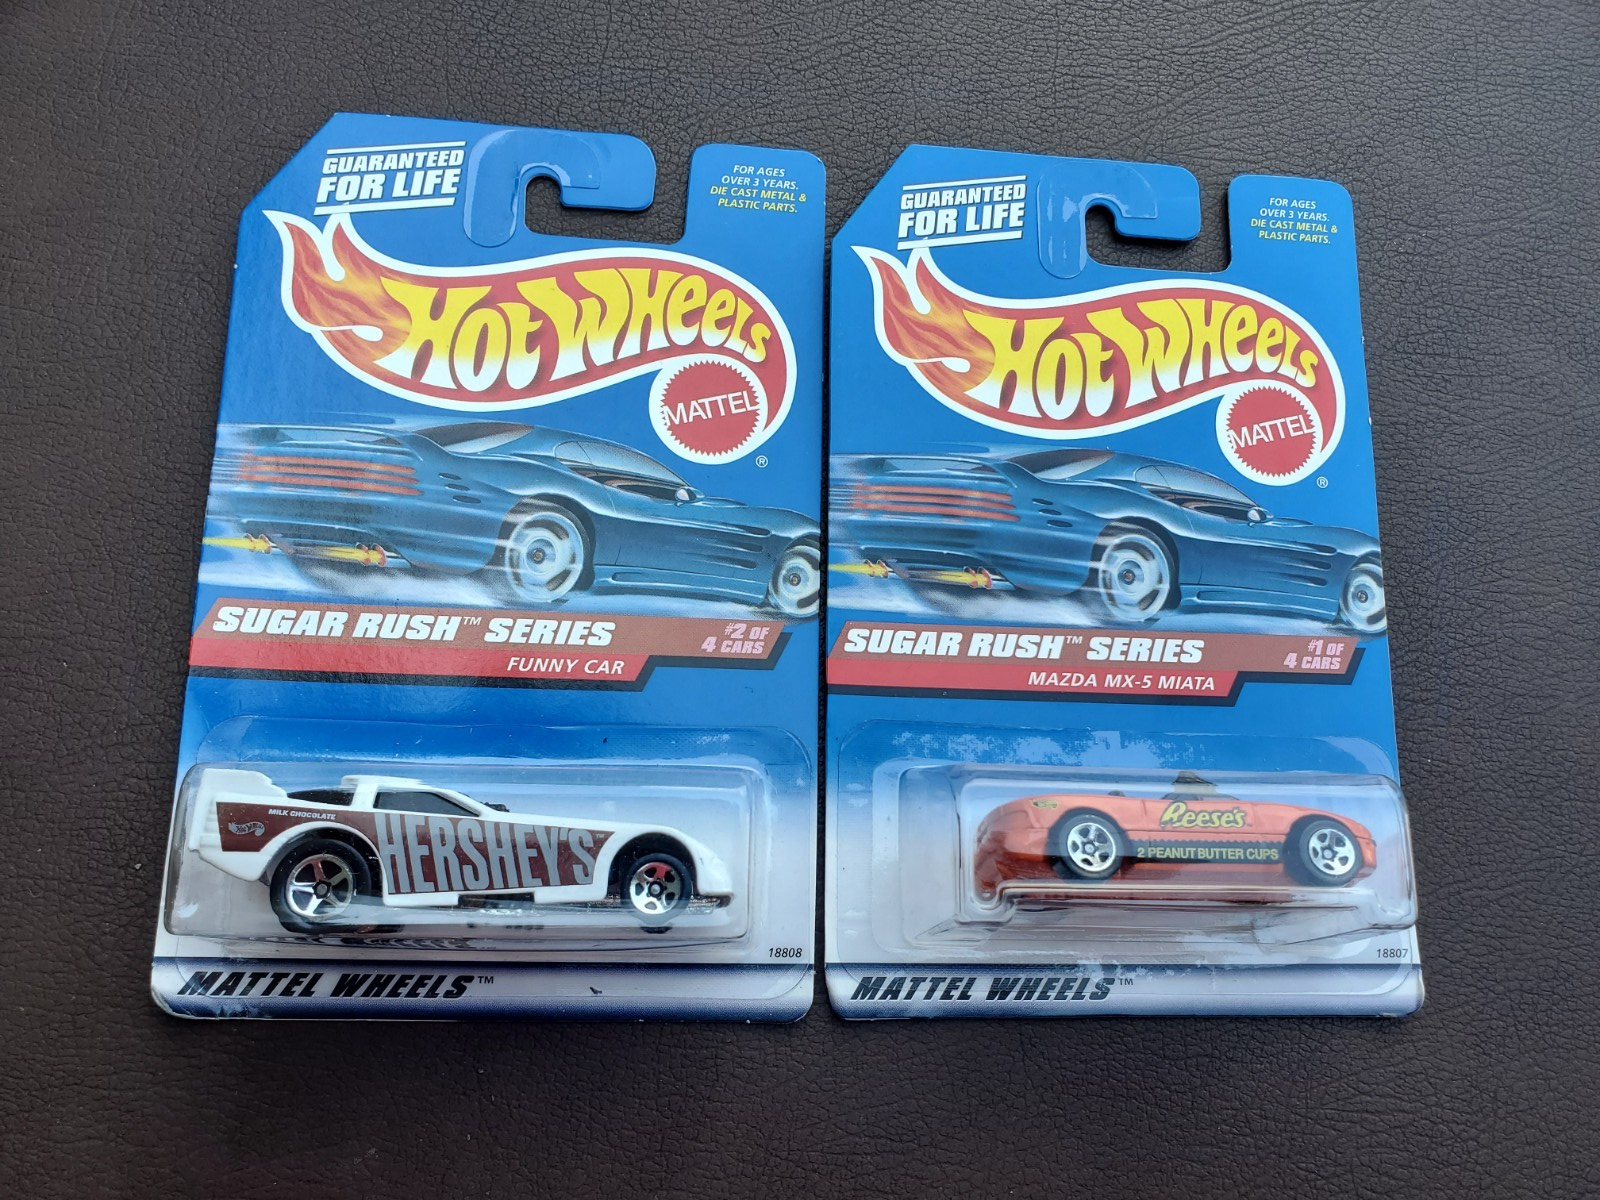 GUARANTEED
FOR LIFE
FOR AGES
OVER 3 YEARS.
DIE CAST METAL &
PLASTIC PARTS.
HOT WHEELS
MATTEL
®
SUGAR RUSH™ SERIES
#2 OF
4 CARS
FUNNY CAR
MILK CHOCOLATE
Hot Wheels
HERSHEY'S™
18808
MATTEL WHEELS™
GUARANTEED
FOR LIFE
FOR AGES
OVER 3 YEARS.
DIE CAST METAL &
PLASTIC PARTS.
HOT WHEELS
MATTEL
®
SUGAR RUSH™ SERIES
#1 OF
4 CARS
MAZDA MX-5 MIATA
Reese's
2 PEANUT BUTTER CUPS
18807
MATTEL WHEELS™